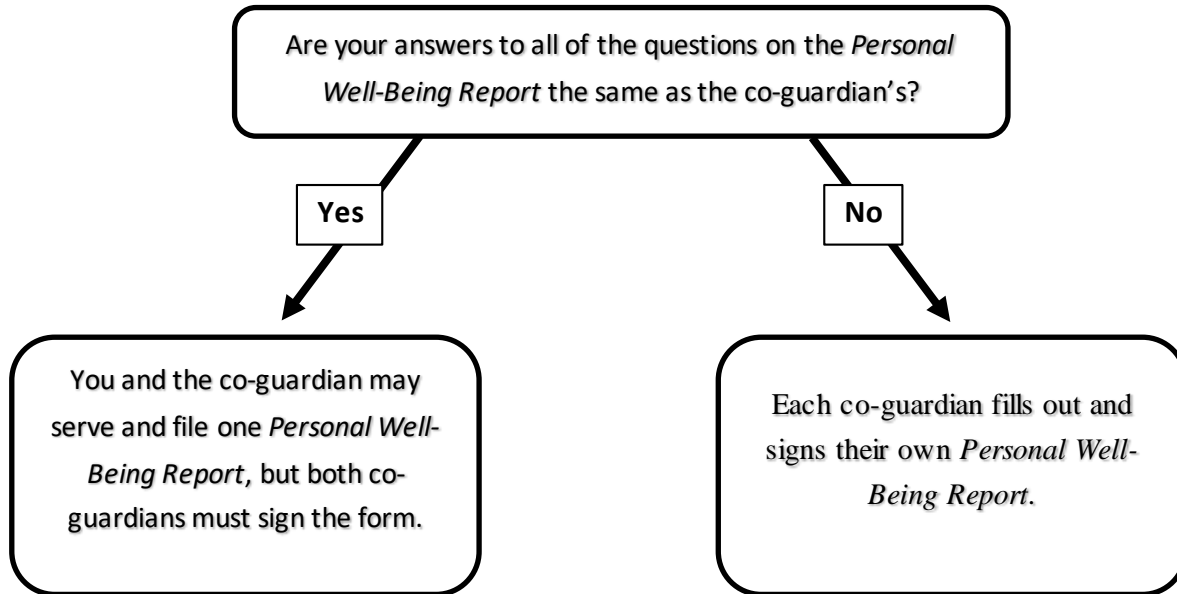 Are your answers to all of the questions on the Personal
Well-Being Report the same as the co-guardian’s?
Yes
No
You and the co-guardian may
serve and file one Personal Well-
Being Report, but both co-
guardians must sign the form.
Each co-guardian fills out and
signs their own Personal Well-
Being Report.